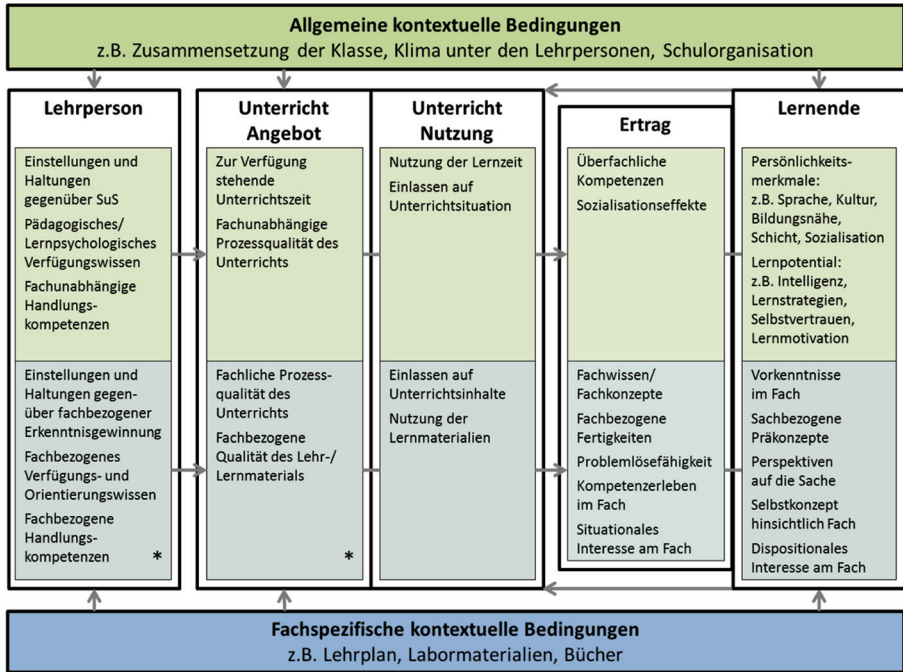 Allgemeine kontextuelle Bedingungen
z.B. Zusammensetzung der Klasse, Klima unter den Lehrpersonen, Schulorganisation
Lehrperson
Einstellungen und
Haltungen
gegenüber SuS
Pädagogisches/
Lernpsychologisches
Verfügungswissen
Fachunabhängige
Handlungs-
kompetenzen
Einstellungen und
Haltungen gegen-
über fachbezogener
Erkenntnisgewinnung
Fachbezogenes
Verfügungs- und
Orientierungswissen
Fachbezogene
Handlungs-
kompetenzen *
Unterricht
Angebot
Zur Verfügung
stehende
Unterrichtszeit
Fachunabhängige
Prozessqualität des
Unterrichts
Fachliche Prozess-
qualität des
Unterrichts
Fachbezogene
Qualität des Lehr-/
Lernmaterials
*
Unterricht
Nutzung
Nutzung der Lernzeit
Einlassen auf
Unterrichtsituation
Einlassen auf
Unterrichtsinhalte
Nutzung der
Lernmaterialien
Ertrag
Überfachliche
Kompetenzen
Sozialisationseffekte
Fachwissen/
Fachkonzepte
Fachbezogene
Fertigkeiten
Problemlösefähigkeit
Kompetenzerleben
im Fach
Situationales
Interesse am Fach
Lernende
Persönlichkeits-
merkmale:
z.B. Sprache, Kultur,
Bildungsnähe,
Schicht, Sozialisation
Lernpotential:
z.B. Intelligenz,
Lernstrategien,
Selbstvertrauen,
Lernmotivation
Vorkenntnisse
im Fach
Sachbezogene
Präkonzepte
Perspektiven
auf die Sache
Selbstkonzept
hinsichtlich Fach
Dispositionales
Interesse am Fach
Fachspezifische kontextuelle Bedingungen
z.B. Lehrplan, Labormaterialien, Bücher